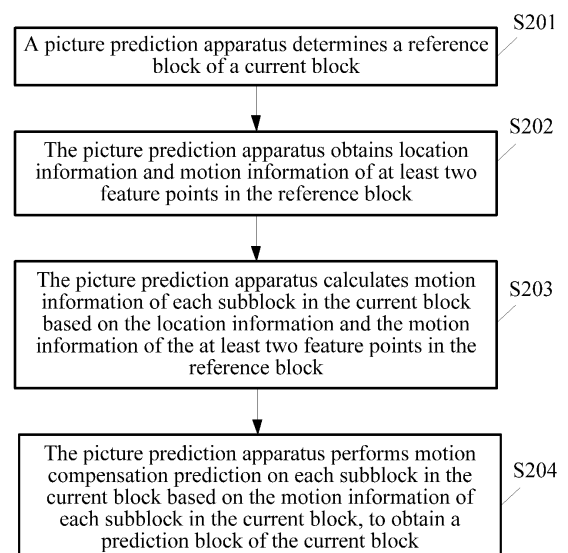 S201
A picture prediction apparatus determines a reference
block of a current block
S202
The picture prediction apparatus obtains location
information and motion information of at least two
feature points in the reference block
S203
The picture prediction apparatus calculates motion
information of each subblock in the current block
based on the location information and the motion
information of the at least two feature points in the
reference block
S204
The picture prediction apparatus performs motion
compensation prediction on each subblock in the
current block based on the motion information of
each subblock in the current block, to obtain a
prediction block of the current block